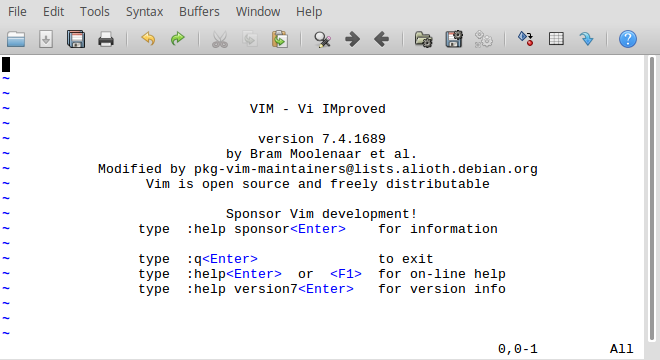 File Edit Tools Syntax Buffers Window Help
~
~
~ VIM - Vi IMproved
~
~ version 7.4.1689
~ by Bram Moolenaar et al.
~ Modified by pkg-vim-maintainers@lists.alioth.debian.org
~ Vim is open source and freely distributable
~
~ Sponsor Vim development!
~ type :help sponsor<Enter> for information
~
~ type :q<Enter> to exit
~ type :help<Enter> or <F1> for on-line help
~ type :help version7<Enter> for version info
~
~
~
0,0-1 All